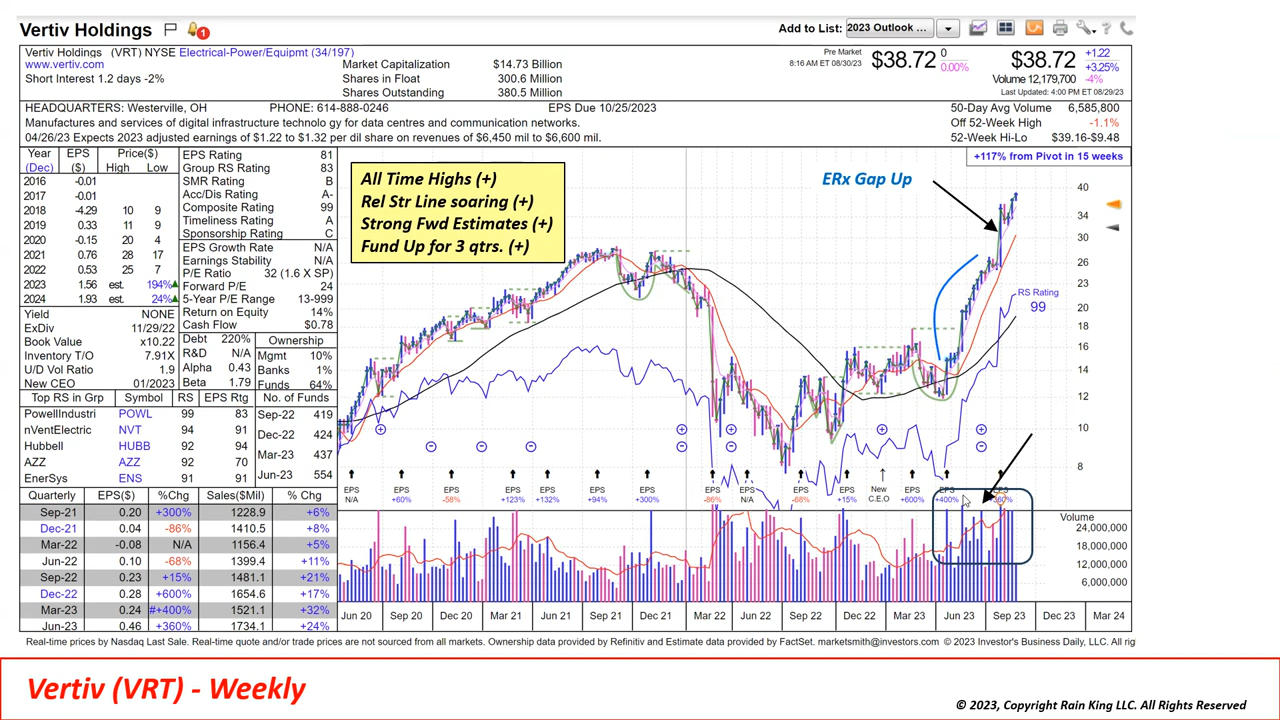 Vertiv Holdings
1
Add to List:
2023 Outlook ...
Vertiv Holdings (VRT) NYSE Electrical-Power/Equipmt (34/197)
www.vertiv.com
Short Interest 1.2 days -2%
Market Capitalization $14.73 Billion
Shares in Float 300.6 Million
Shares Outstanding 380.5 Million
Pre Market
8:16 AM ET 08/30/23
$38.72 0
0.00%
$38.72 +1.22
+3.25%
Volume 12,179,700 -4%
Last Updated: 4:00 PM ET 08/29/23
HEADQUARTERS: Westerville, OH PHONE: 614-888-0246 EPS Due 10/25/2023
Manufactures and services of digital infrastructure technolo gy for data centres and communication networks.
04/26/23 Expects 2023 adjusted earnings of $1.22 to $1.32 per dil share on revenues of $6,450 mil to $6,600 mil.
50-Day Avg Volume 6,585,800
Off 52-Week High -1.1%
52-Week Hi-Lo $39.16-$9.48
Year EPS Price($)
(Dec) ($) High Low
2016 -0.01
2017 -0.01
2018 -4.29 10 9
2019 0.33 11 9
2020 -0.15 20 4
2021 0.76 28 17
2022 0.53 25 7
2023 1.56 est. 194%
2024 1.93 est. 24%
Yield NONE
ExDiv 11/29/22
Book Value x10.22
Inventory T/O 7.91X
U/D Vol Ratio 1.9
New CEO 01/2023
EPS Rating 81
Group RS Rating 83
SMR Rating B
Acc/Dis Rating A-
Composite Rating 99
Timeliness Rating A
Sponsorship Rating C
EPS Growth Rate N/A
Earnings Stability N/A
P/E Ratio 32 (1.6 X SP)
Forward P/E 24
5-Year P/E Range 13-999
Return on Equity 14%
Cash Flow $0.78
Debt 220%
R&D N/A
Alpha 0.43
Beta 1.79
Ownership
Mgmt 10%
Banks 1%
Funds 64%
Top RS in Grp Symbol RS EPS Rtg
PowellIndustri POWL 99 83
nVentElectric NVT 94 91
Hubbell HUBB 92 94
AZZ AZZ 92 70
EnerSys ENS 91 91
No. of Funds
Sep-22 419
Dec-22 424
Mar-23 437
Jun-23 554
Quarterly EPS($) %Chg Sales($Mil) % Chg
Sep-21 0.20 +300% 1228.9 +6%
Dec-21 0.04 -86% 1410.5 +8%
Mar-22 -0.08 N/A 1156.4 +5%
Jun-22 0.10 -68% 1399.4 +11%
Sep-22 0.23 +15% 1481.1 +21%
Dec-22 0.28 +600% 1654.6 +17%
Mar-23 0.24 #+400% 1521.1 +32%
Jun-23 0.46 +360% 1734.1 +24%
All Time Highs (+)
Rel Str Line soaring (+)
Strong Fwd Estimates (+)
Fund Up for 3 qtrs. (+)
ERx Gap Up
+117% from Pivot in 15 weeks
40
34
30
26
23
20
18
16
14
12
10
8
RS Rating
99
EPS EPS EPS EPS EPS EPS EPS EPS EPS EPS EPS New EPS EPS EPS
N/A +60% -58% +123% +132% +94% +300% -86% N/A -68% +15% C.E.O +600% +400% +360%
Volume
24,000,000
18,000,000
12,000,000
6,000,000
Jun 20 Sep 20 Dec 20 Mar 21 Jun 21 Sep 21 Dec 21 Mar 22 Jun 22 Sep 22 Dec 22 Mar 23 Jun 23 Sep 23 Dec 23 Mar 24
Real-time prices by Nasdaq Last Sale. Real-time quote and/or trade prices are not sourced from all markets. Ownership data provided by Refinitiv and Estimate data provided by FactSet. marketsmith@investors.com © 2023 Investor's Business Daily, LLC. All rig
Vertiv (VRT) - Weekly
© 2023, Copyright Rain King LLC. All Rights Reserved